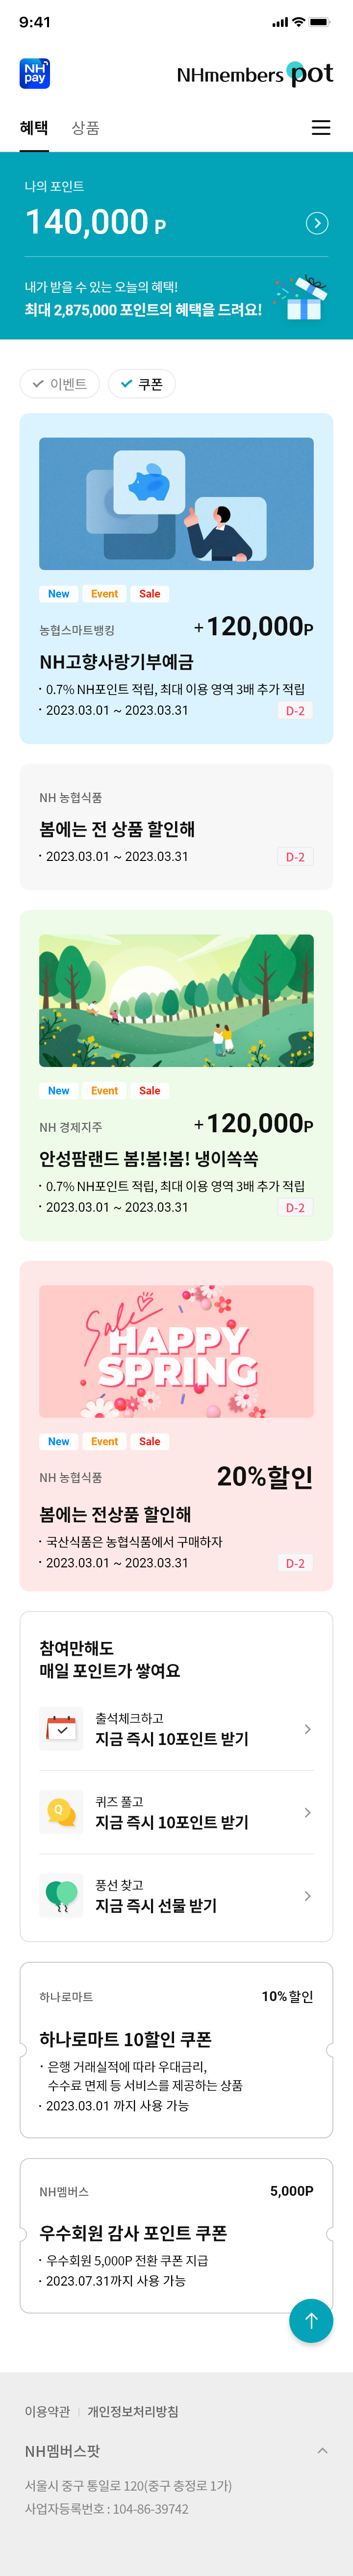 9:41
NH
pay
NHmembers pot
혜택 상품
나의 포인트
140,000 P
내가 받을 수 있는 오늘의 혜택!
최대 2,875,000 포인트의 혜택을 드려요!
이벤트 쿠폰
New Event Sale
농협스마트뱅킹 +120,000P
NH고향사랑기부예금
· 0.7% NH포인트 적립, 최대 이용 영역 3배 추가 적립
· 2023.03.01 ~ 2023.03.31 D-2
NH 농협식품
봄에는 전 상품 할인해
· 2023.03.01 ~ 2023.03.31 D-2
New Event Sale
NH 경제지주 +120,000P
안성팜랜드 봄!봄!봄! 냉이쏙쏙
· 0.7% NH포인트 적립, 최대 이용 영역 3배 추가 적립
· 2023.03.01 ~ 2023.03.31 D-2
Sale
HAPPY
SPRING
New Event Sale
NH 농협식품 20%할인
봄에는 전상품 할인해
· 국산식품은 농협식품에서 구매하자
· 2023.03.01 ~ 2023.03.31 D-2
참여만해도
매일 포인트가 쌓여요
출석체크하고
지금 즉시 10포인트 받기
Q
퀴즈 풀고
지금 즉시 10포인트 받기
풍선 찾고
지금 즉시 선물 받기
하나로마트 10%할인
하나로마트 10할인 쿠폰
· 은행 거래실적에 따라 우대금리,
수수료 면제 등 서비스를 제공하는 상품
· 2023.03.01 까지 사용 가능
NH멤버스 5,000P
우수회원 감사 포인트 쿠폰
· 우수회원 5,000P 전환 쿠폰 지급
· 2023.07.31까지 사용 가능
이용약관 | 개인정보처리방침
NH멤버스팟
서울시 중구 통일로 120(중구 충정로 1가)
사업자등록번호 : 104-86-39742